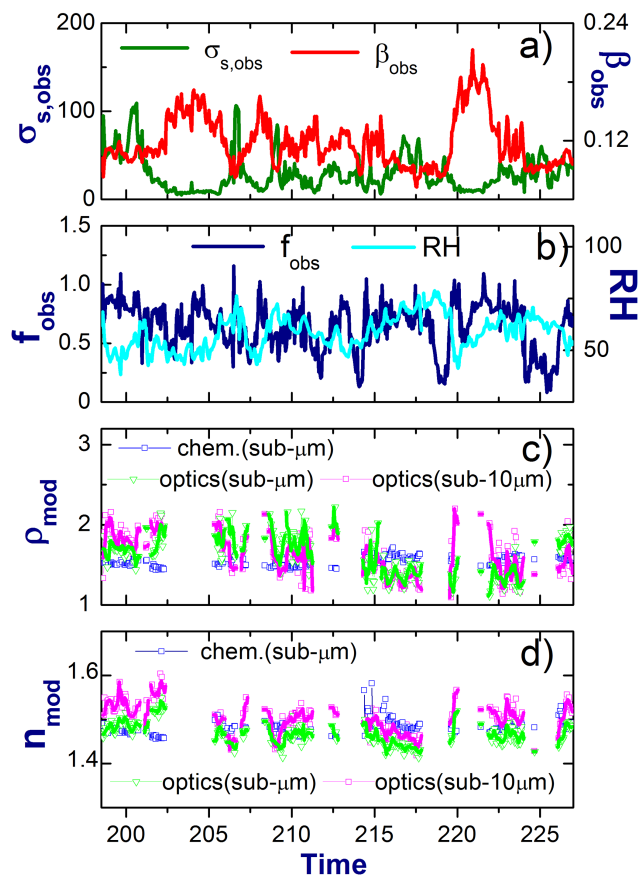 200 σs,obs βobs a) 0.24
100 0.12
0
σs,obs
βobs
1.5 fobs RH b) 100
1.0
0.5 50
0
fobs
RH
3 chem.(sub-μm) c)
optics(sub-μm) optics(sub-10μm)
2
1
ρmod
chem.(sub-μm) d)
1.6
1.4
optics(sub-μm) optics(sub-10μm)
nmod
200 205 210 215 220 225
Time